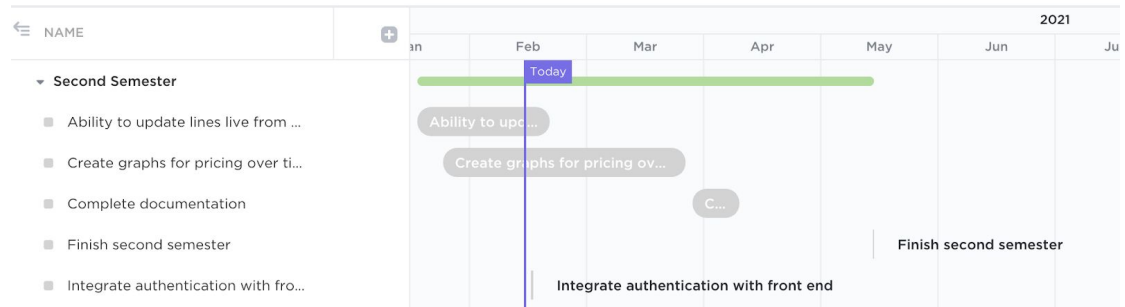 2021
NAME
an Feb Mar Apr May Jun Ju
Today
Second Semester
Ability to update lines live from ... Ability to upd...
Create graphs for pricing over ti... Create graphs for pricing ov...
Complete documentation C...
Finish second semester Finish second semester
Integrate authentication with fro... Integrate authentication with front end